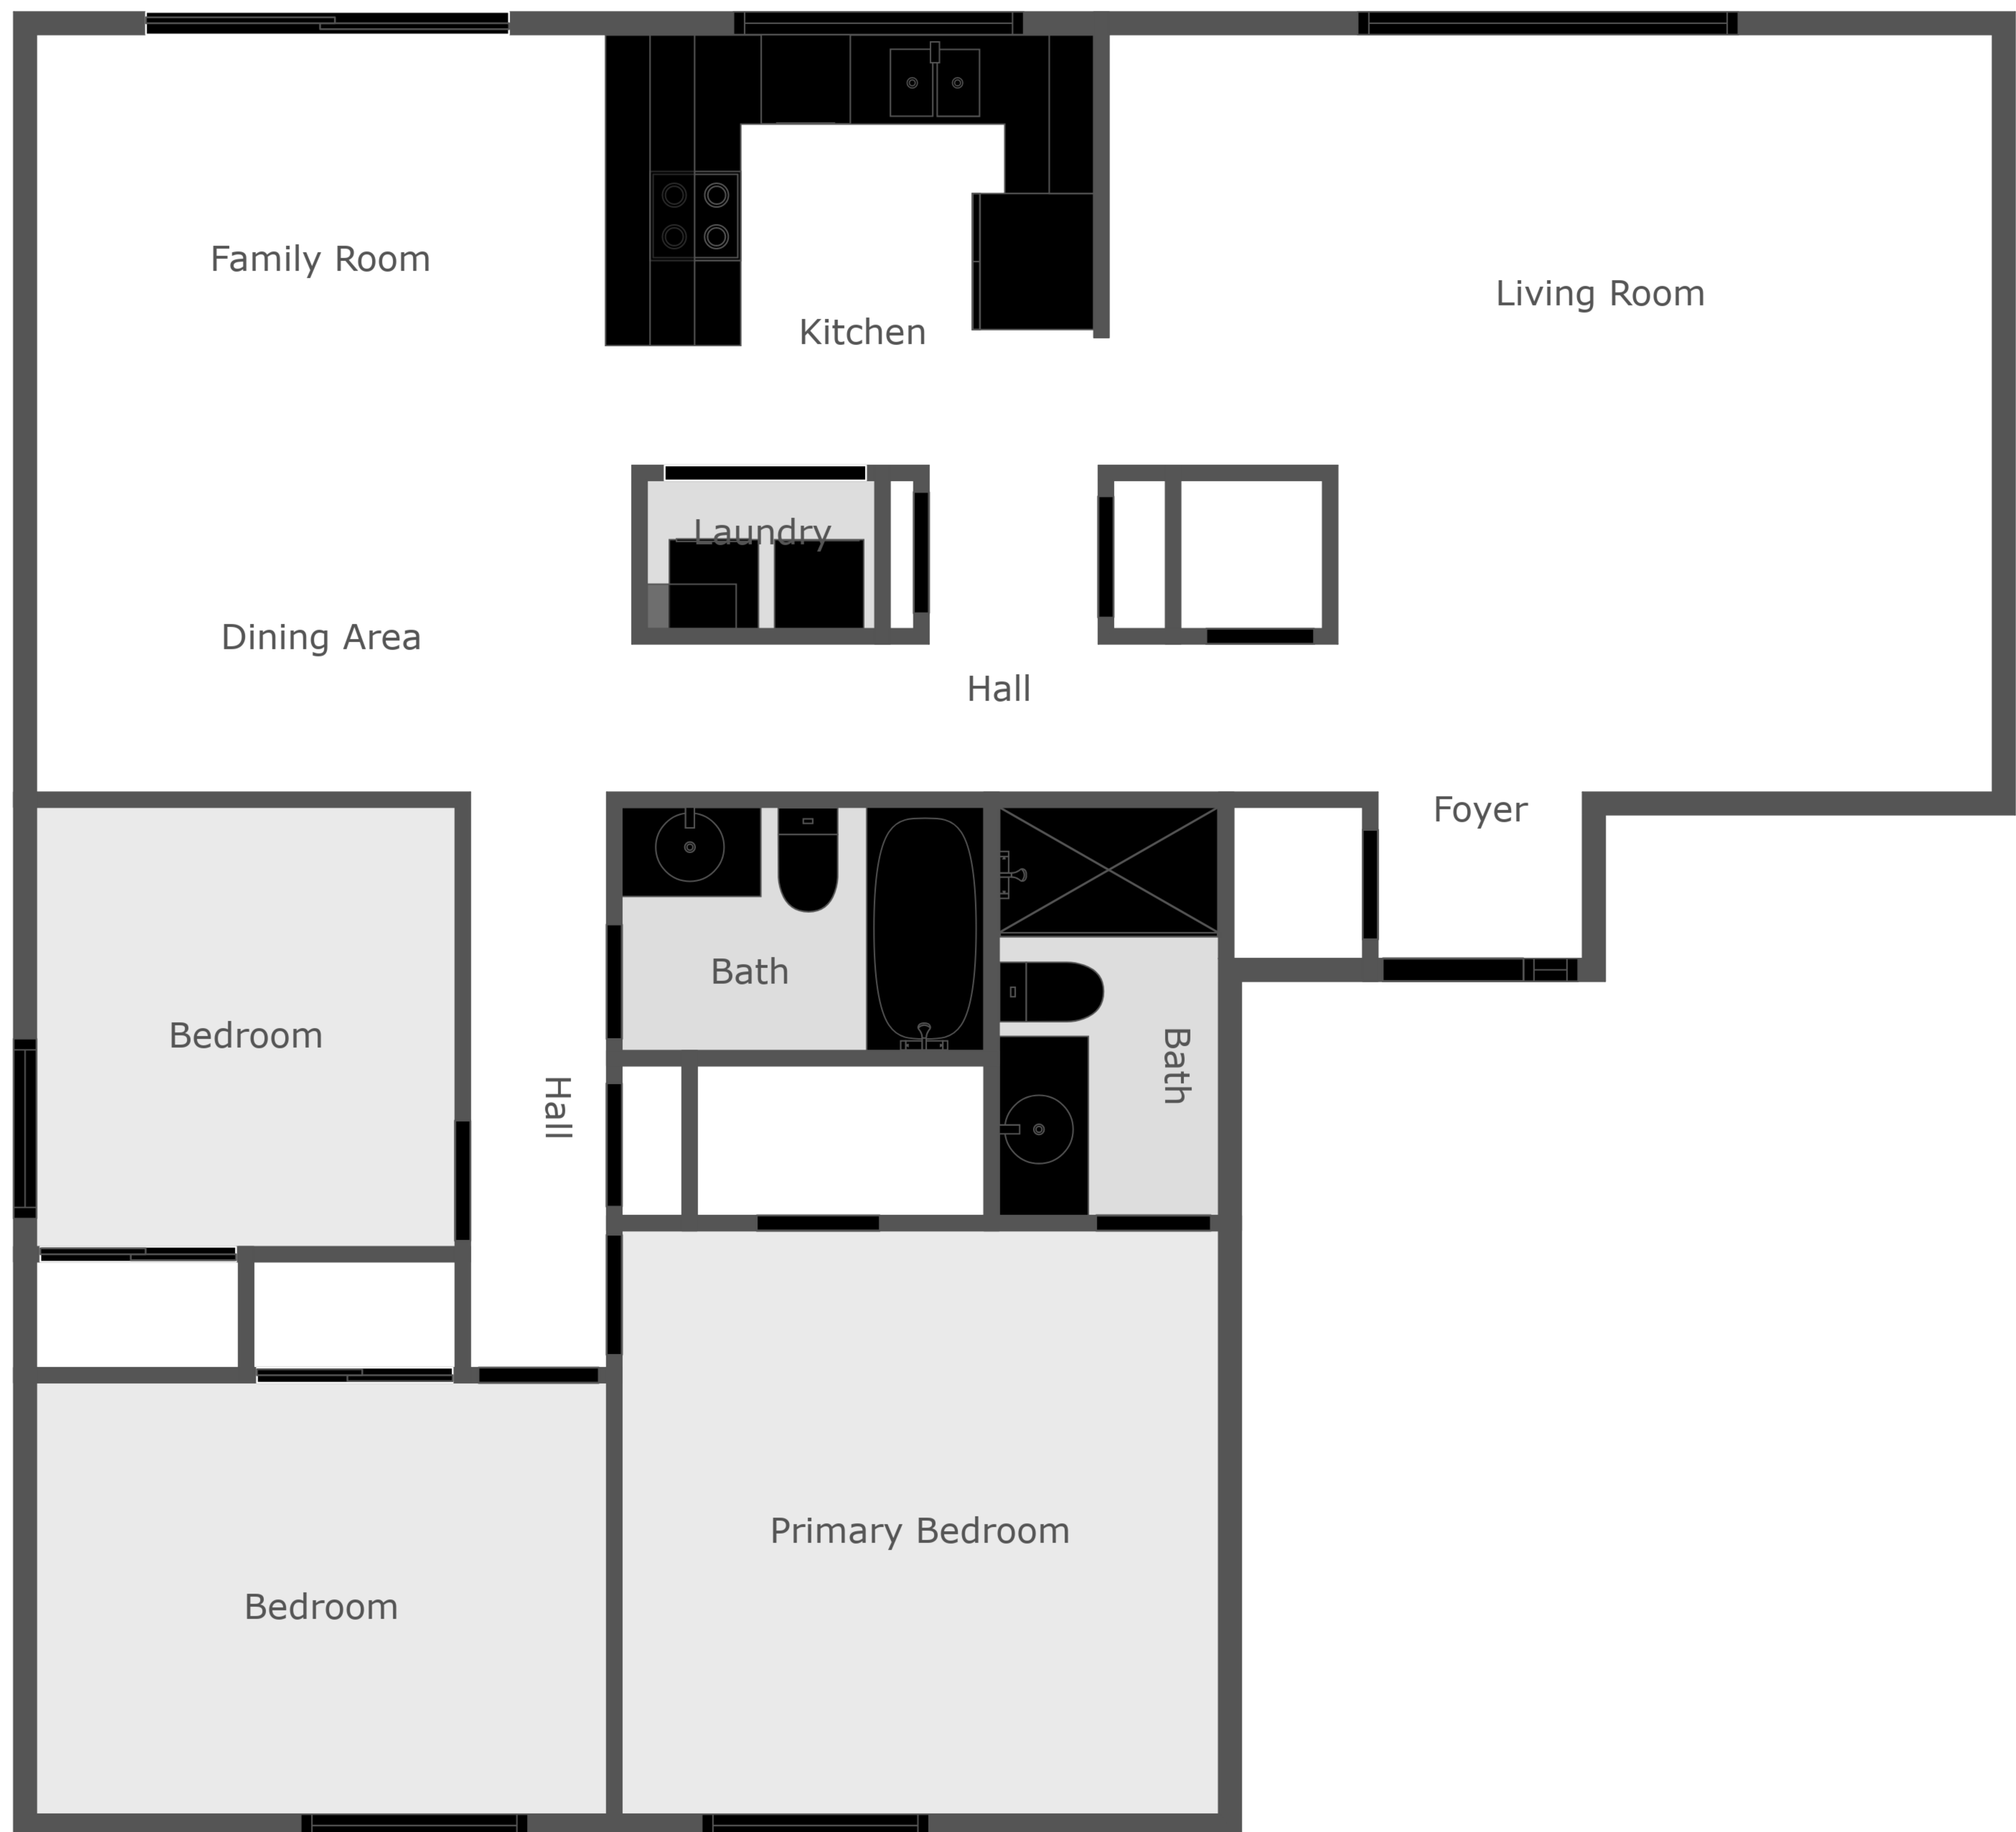 Family Room
Living Room
Kitchen
Laundry
Dining Area
Hall
Foyer
Bath
Bedroom
Bath
Hall
Primary Bedroom
Bedroom